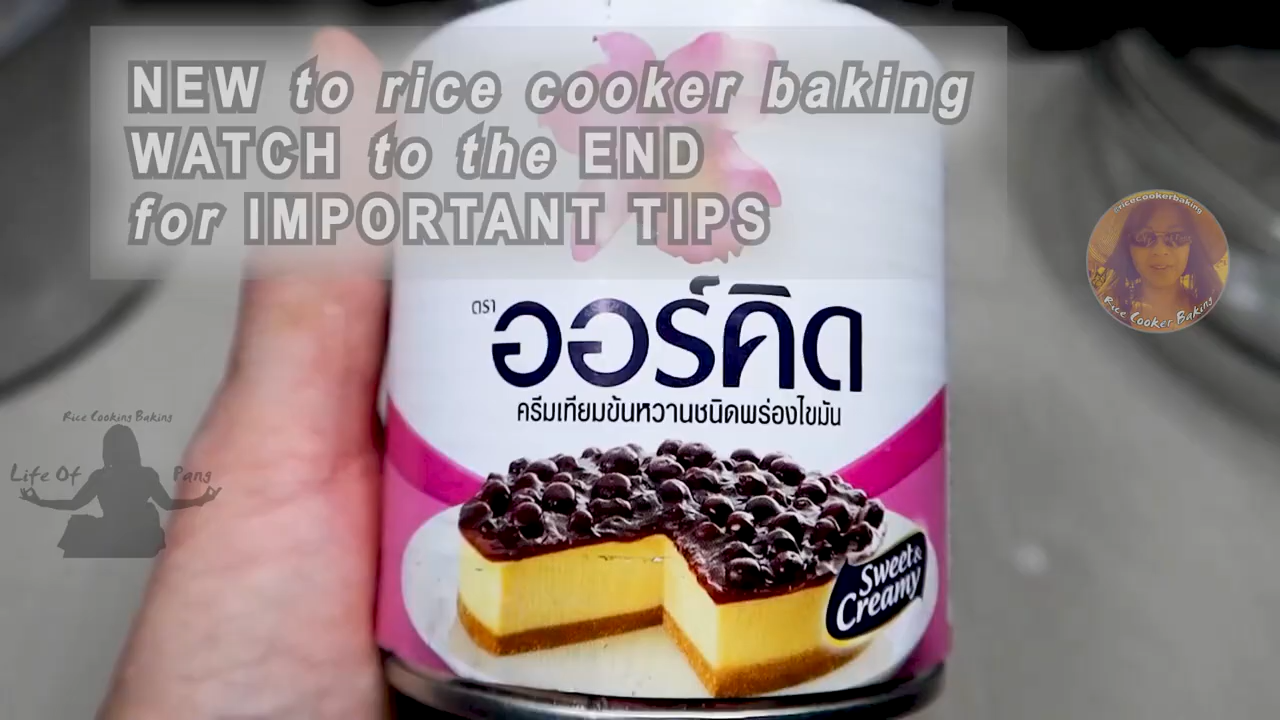 NEW to rice cooker baking
WATCH to the END
for IMPORTANT TIPS
@ricecookerbaking
Rice Cooker Baking
ตรา
ออร์คิด
ครีมเทียมข้นหวานชนิดพร่องไขมัน
Rice Cooking Baking
Life Of Pang
Sweet &
Creamy